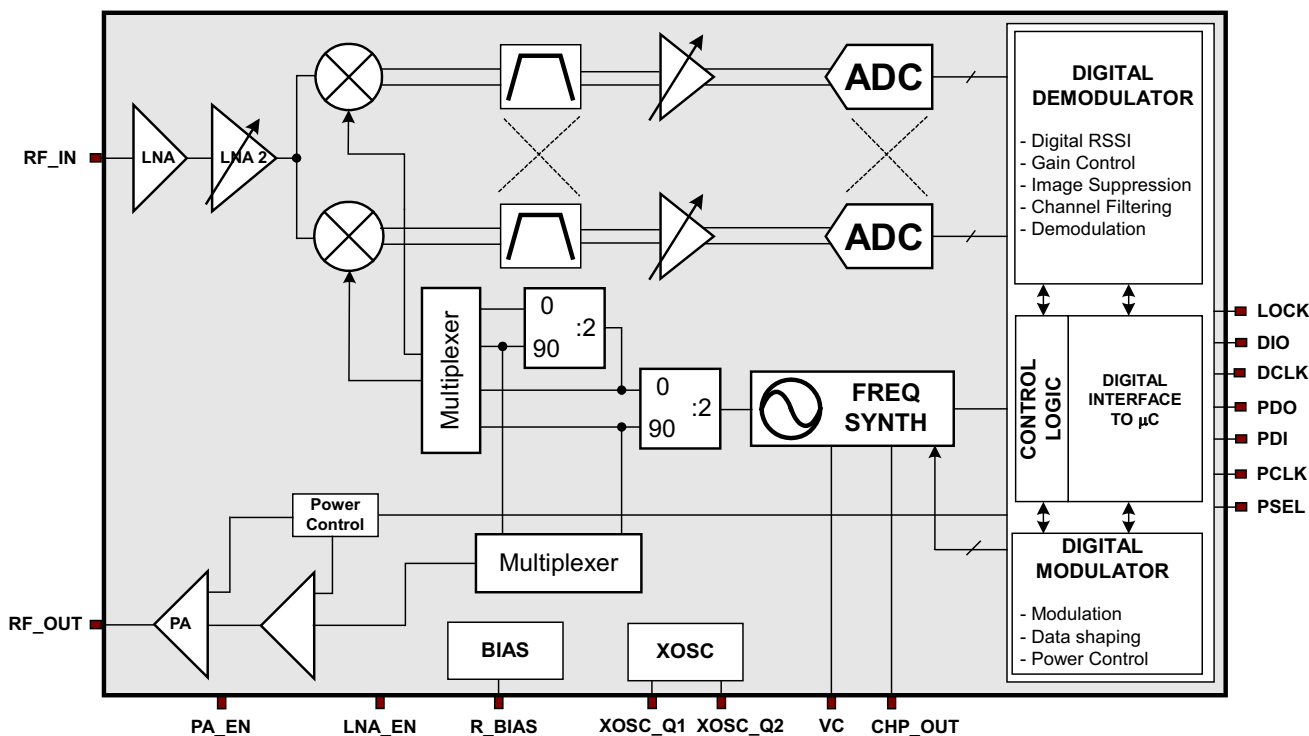 ADC
DIGITAL
DEMODULATOR
- Digital RSSI
- Gain Control
- Image Suppression
- Channel Filtering
- Demodulation
RF_IN
LNA
LNA 2
ADC
Multiplexer
0
:2
90
0
:2
90
FREQ
SYNTH
CONTROL
LOGIC
DIGITAL
INTERFACE
TO µC
LOCK
DIO
DCLK
PDO
PDI
PCLK
PSEL
Power
Control
Multiplexer
DIGITAL
MODULATOR
- Modulation
- Data shaping
- Power Control
RF_OUT
PA
BIAS
XOSC
PA_EN
LNA_EN
R_BIAS
XOSC_Q1
XOSC_Q2
VC
CHP_OUT